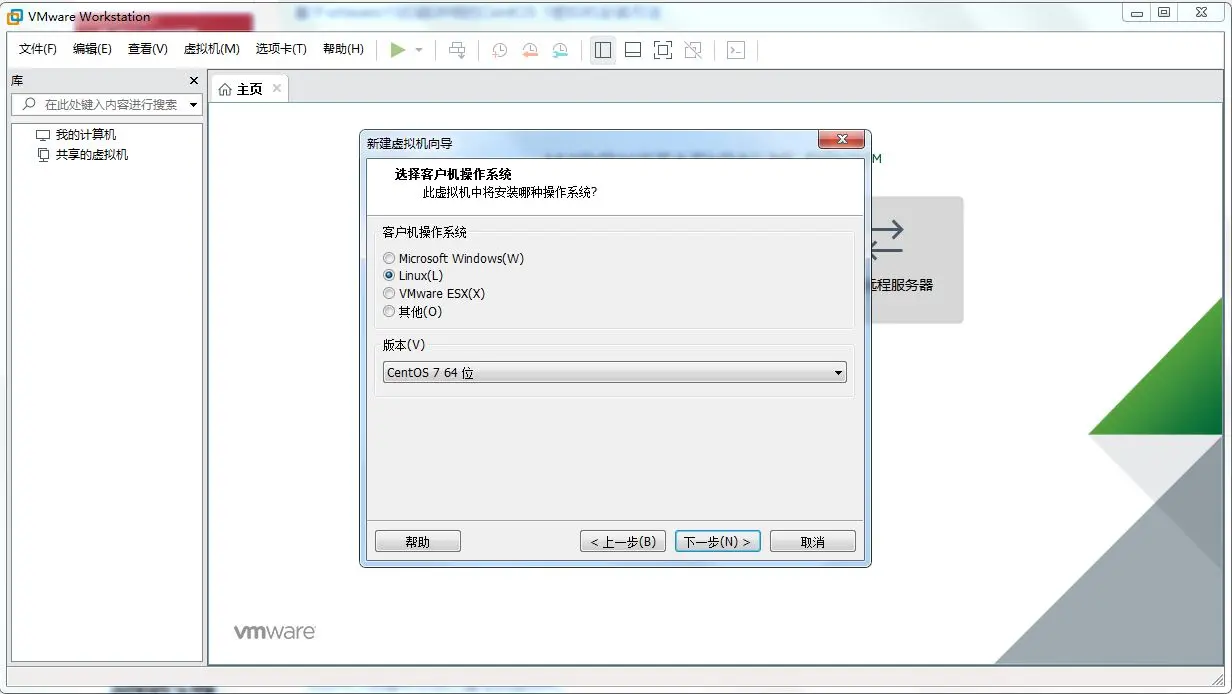 VMware Workstation
文件(F) 编辑(E) 查看(V) 虚拟机(M) 选项卡(T) 帮助(H)
库
在此处键入内容进行搜索
我的计算机
共享的虚拟机
主页
新建虚拟机向导
选择客户机操作系统
此虚拟机中将安装哪种操作系统?
客户机操作系统
Microsoft Windows(W)
Linux(L)
VMware ESX(X)
其他(O)
版本(V)
CentOS 7 64 位
帮助 < 上一步(B) 下一步(N) > 取消
M
远程服务器
vmware